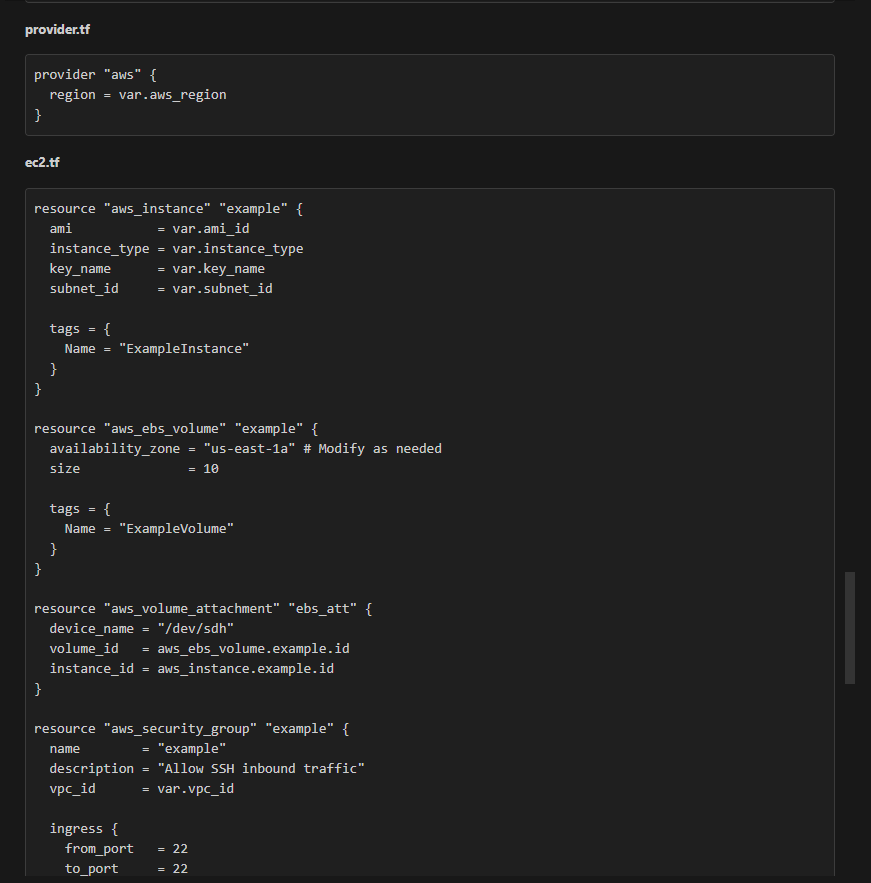 provider.tf
provider "aws" {
  region = var.aws_region
}
ec2.tf
resource "aws_instance" "example" {
  ami           = var.ami_id
  instance_type = var.instance_type
  key_name      = var.key_name
  subnet_id     = var.subnet_id

  tags = {
    Name = "ExampleInstance"
  }
}

resource "aws_ebs_volume" "example" {
  availability_zone = "us-east-1a" # Modify as needed
  size              = 10

  tags = {
    Name = "ExampleVolume"
  }
}

resource "aws_volume_attachment" "ebs_att" {
  device_name = "/dev/sdh"
  volume_id   = aws_ebs_volume.example.id
  instance_id = aws_instance.example.id
}

resource "aws_security_group" "example" {
  name        = "example"
  description = "Allow SSH inbound traffic"
  vpc_id      = var.vpc_id

  ingress {
    from_port   = 22
    to_port     = 22